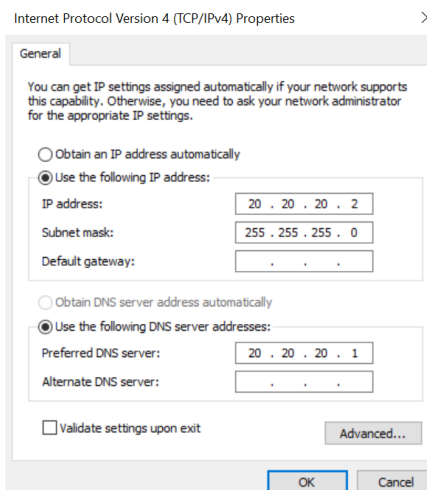 Internet Protocol Version 4 (TCP/IPv4) Properties
General
You can get IP settings assigned automatically if your network supports
this capability. Otherwise, you need to ask your network administrator
for the appropriate IP settings.
Obtain an IP address automatically
Use the following IP address:
IP address: 20 . 20 . 20 . 2
Subnet mask: 255 . 255 . 255 . 0
Default gateway: . . .
Obtain DNS server address automatically
Use the following DNS server addresses:
Preferred DNS server: 20 . 20 . 20 . 1
Alternate DNS server: . . .
Validate settings upon exit
Advanced...
OK Cancel